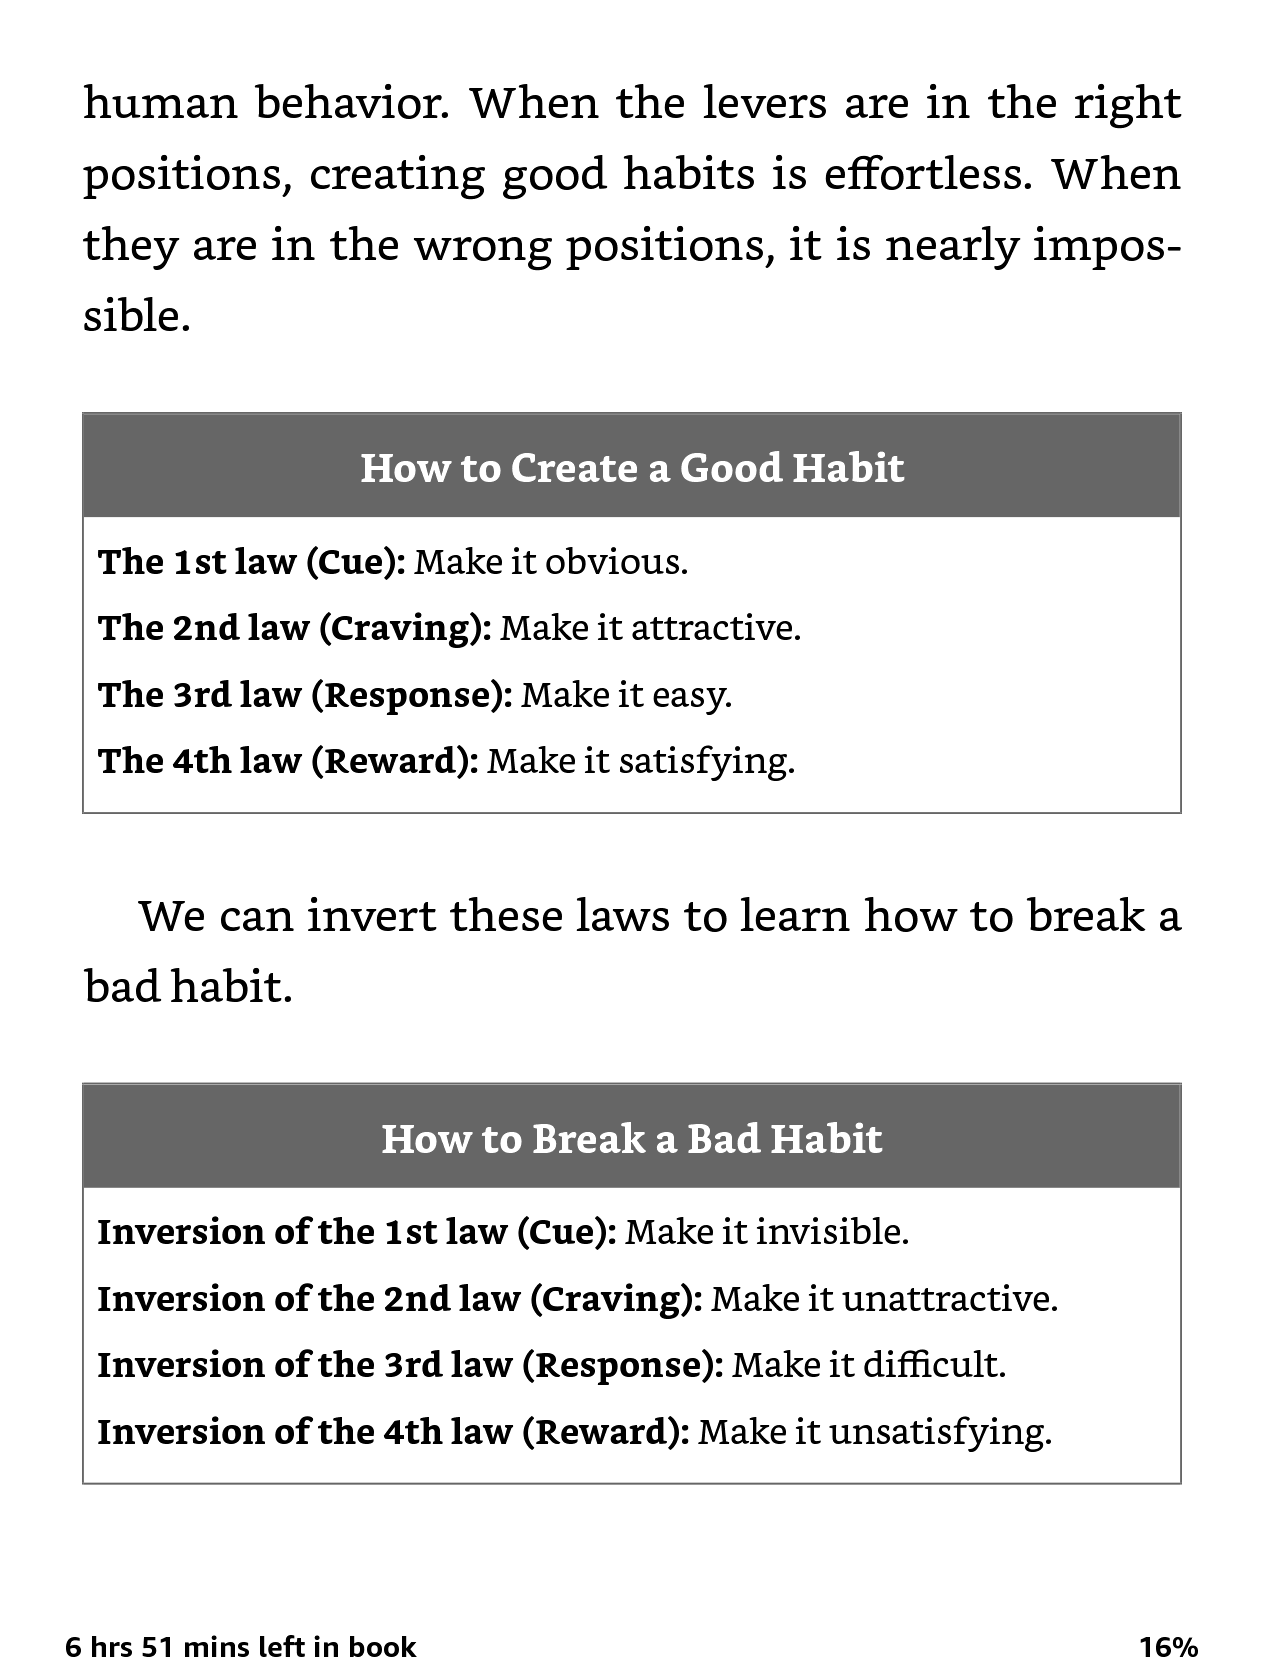 human behavior. When the levers are in the right
positions, creating good habits is effortless. When
they are in the wrong positions, it is nearly impos-
sible.
How to Create a Good Habit
The 1st law (Cue): Make it obvious.
The 2nd law (Craving): Make it attractive.
The 3rd law (Response): Make it easy.
The 4th law (Reward): Make it satisfying.
We can invert these laws to learn how to break a
bad habit.
How to Break a Bad Habit
Inversion of the 1st law (Cue): Make it invisible.
Inversion of the 2nd law (Craving): Make it unattractive.
Inversion of the 3rd law (Response): Make it difficult.
Inversion of the 4th law (Reward): Make it unsatisfying.
6 hrs 51 mins left in book 16%